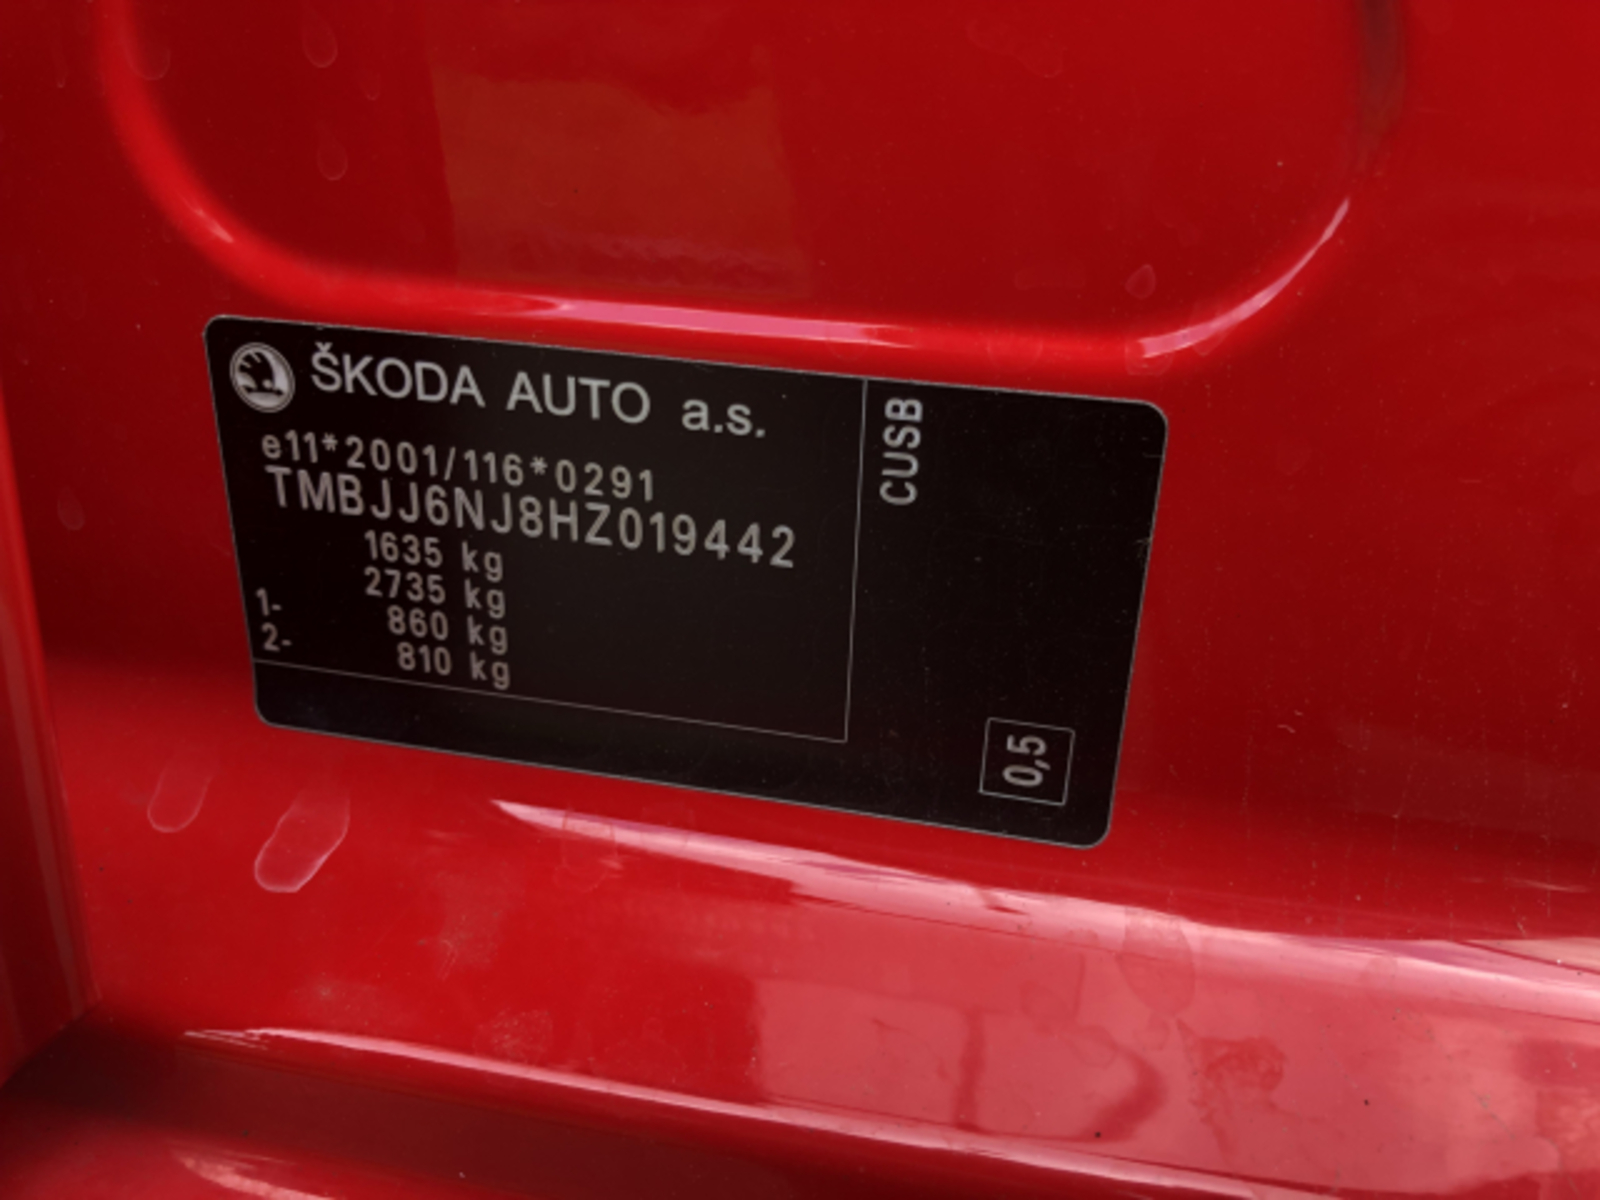 ŠKODA AUTO a.s.
e11*2001/116*0291
TMBJJ6NJ8HZ019442
1635 kg
2735 kg
1- 860 kg
2- 810 kg
CUSB
0,5